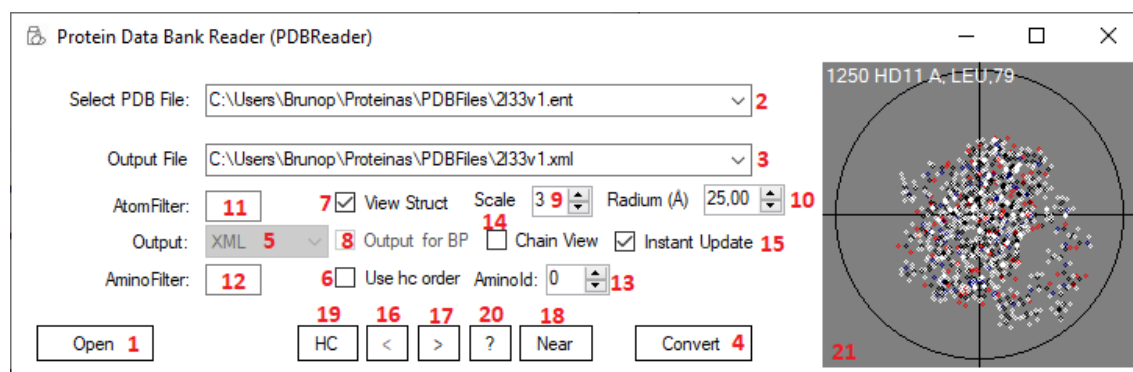 Protein Data Bank Reader (PDBReader)
1250 HD11 A, LEU,79
Select PDB File: C:\Users\Brunop\Proteinas\PDBFiles\2l33v1.ent 2
Output File C:\Users\Brunop\Proteinas\PDBFiles\2l33v1.xml 3
AtomFilter: 11 7 View Struct Scale 3 9 Radium (Å) 25,00 10
Output: XML 5 8 Output for BP 14 Chain View Instant Update 15
AminoFilter: 12 6 Use hc order AminoId: 0 13
19 16 17 20 18
Open 1 HC < > ? Near Convert 4
21